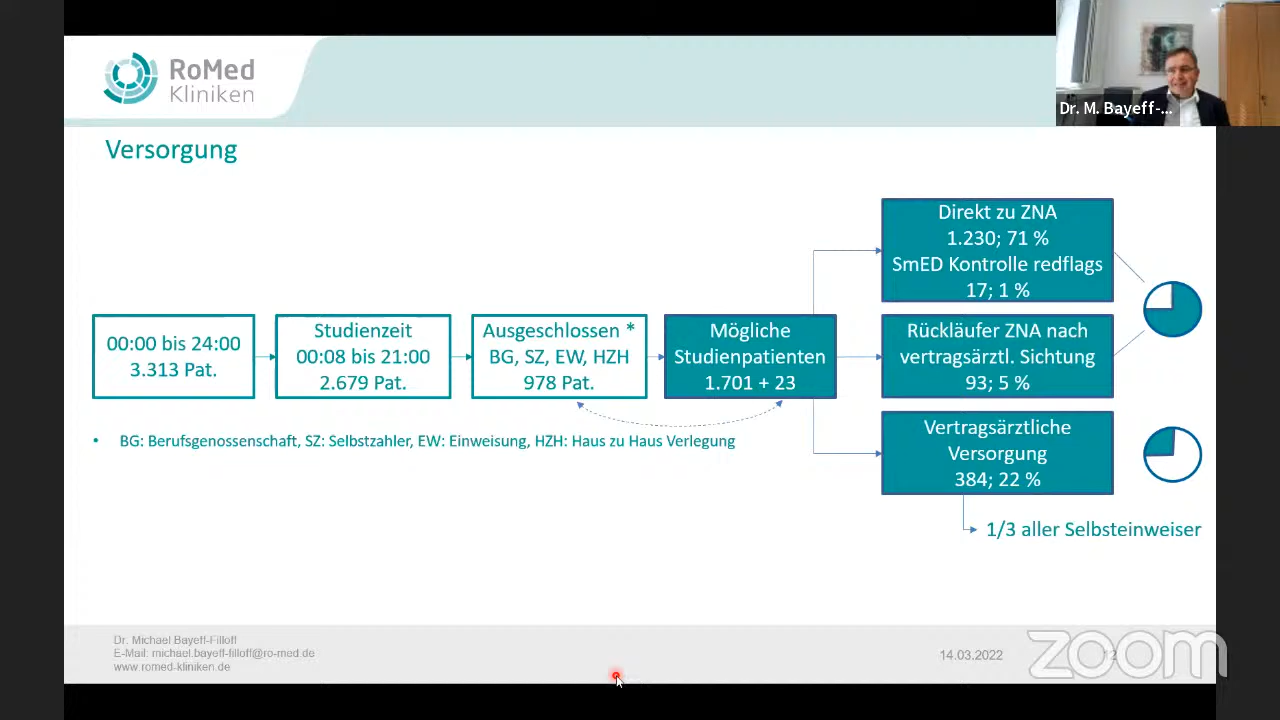 RoMed
Kliniken
Dr. M. Bayeff-...
Versorgung
00:00 bis 24:00
3.313 Pat.
Studienzeit
00:08 bis 21:00
2.679 Pat.
Ausgeschlossen *
BG, SZ, EW, HZH
978 Pat.
Mögliche
Studienpatienten
1.701 + 23
Direkt zu ZNA
1.230; 71 %
SmED Kontrolle redflags
17; 1 %
Rückläufer ZNA nach
vertragsärztl. Sichtung
93; 5 %
Vertragsärztliche
Versorgung
384; 22 %
1/3 aller Selbsteinweiser
• BG: Berufsgenossenschaft, SZ: Selbstzahler, EW: Einweisung, HZH: Haus zu Haus Verlegung
Dr. Michael Bayeff-Filloff
E-Mail: michael.bayeff-filloff@ro-med.de
www.romed-kliniken.de
14.03.2022
12
zoom